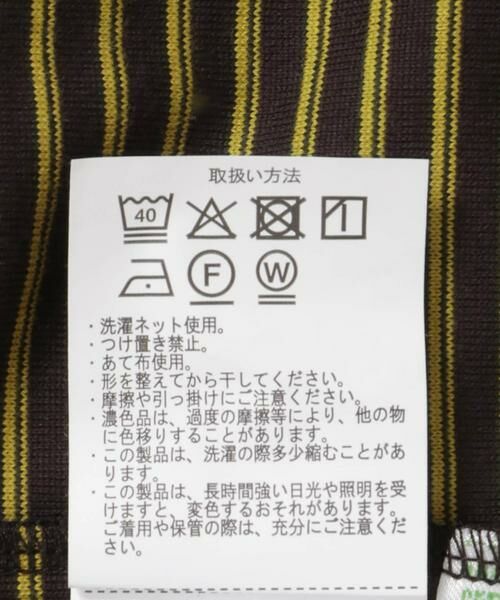 取扱い方法
40
F W
・洗濯ネット使用。
・つけ置き禁止。
・あて布使用。
・形を整えてから干してください。
・摩擦や引っ掛けにご注意ください。
・濃色品は、過度の摩擦等により、他の物
に色移りすることがあります。
・この製品は、洗濯の際多少縮むことがあ
ります。
・この製品は、長時間強い日光や照明を受
けますと、変色するおそれがあります。
ご着用や保管の際は、充分にご注意くだ
さい。